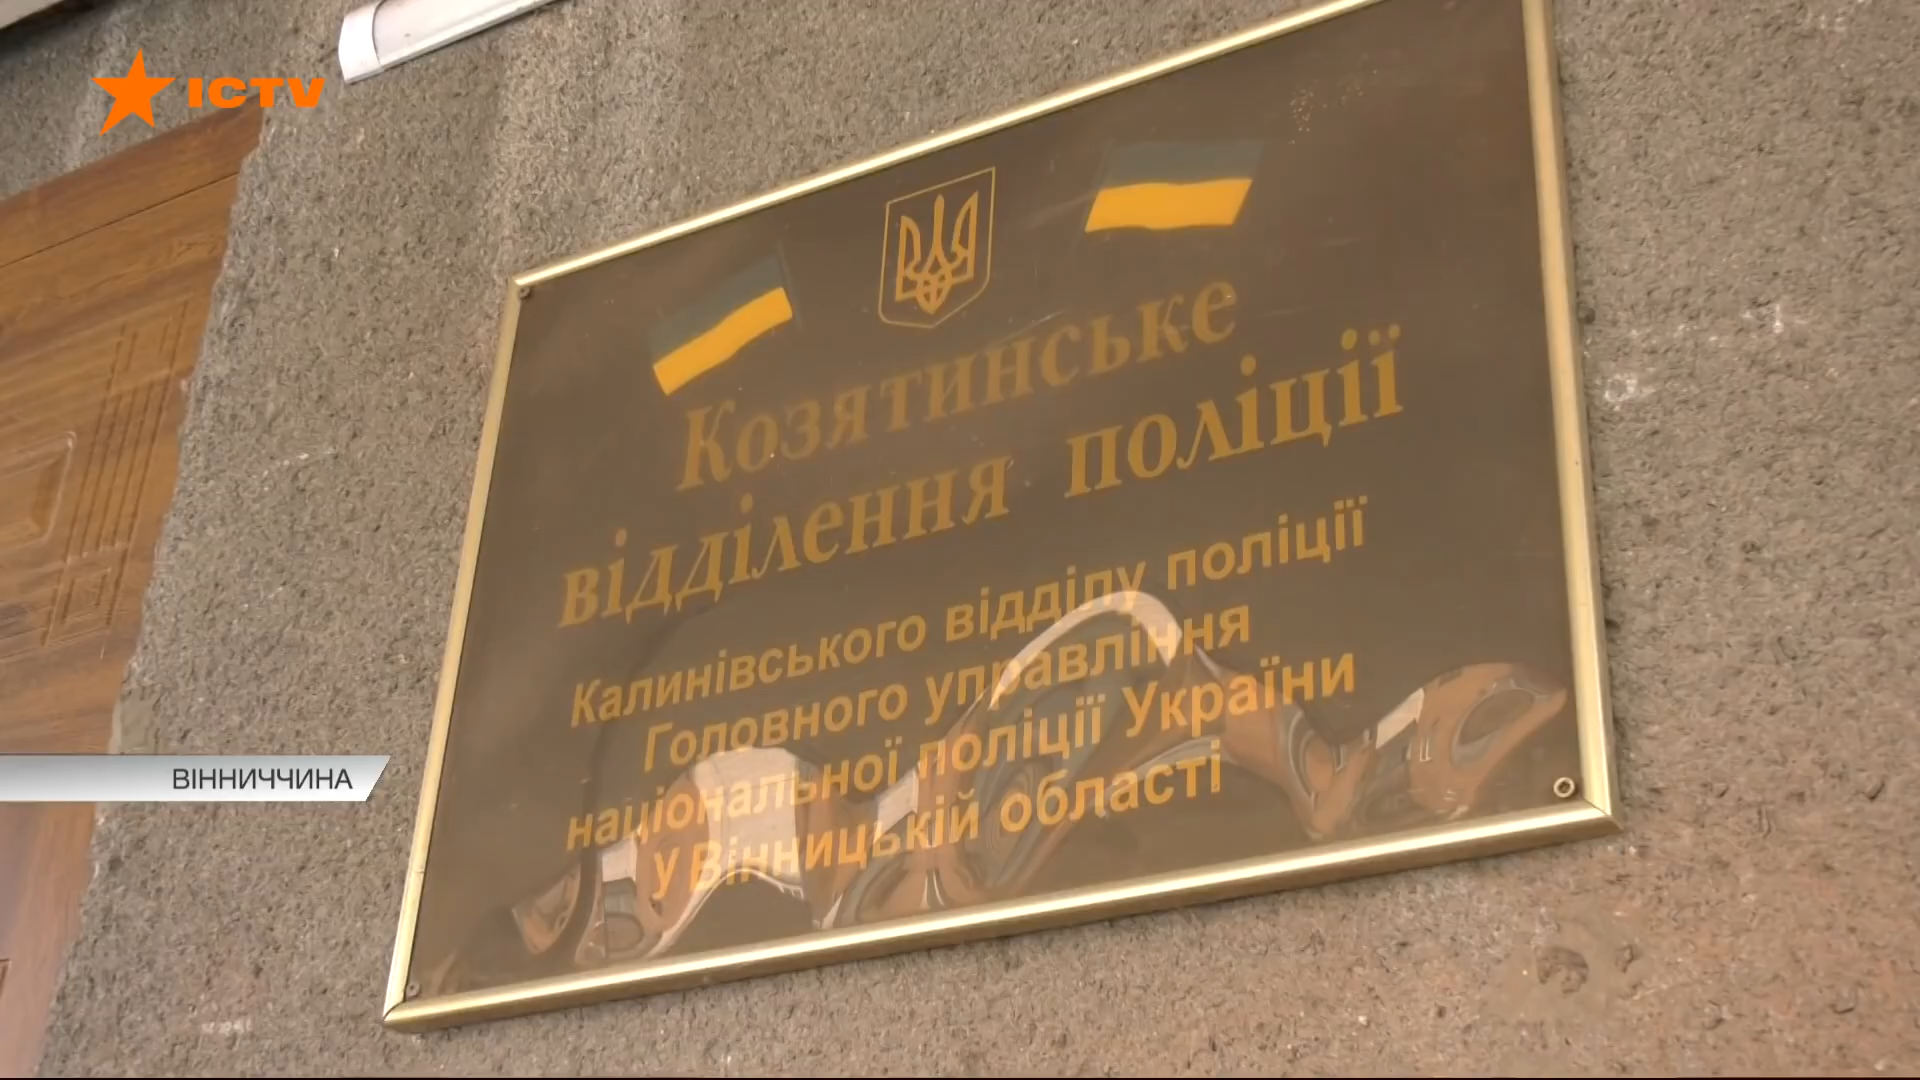 ICTV
Козятинське
відділення поліції
Калинівського відділу поліції
Головного управління
національної поліції України
у Вінницькій області
ВІННИЧЧИНА